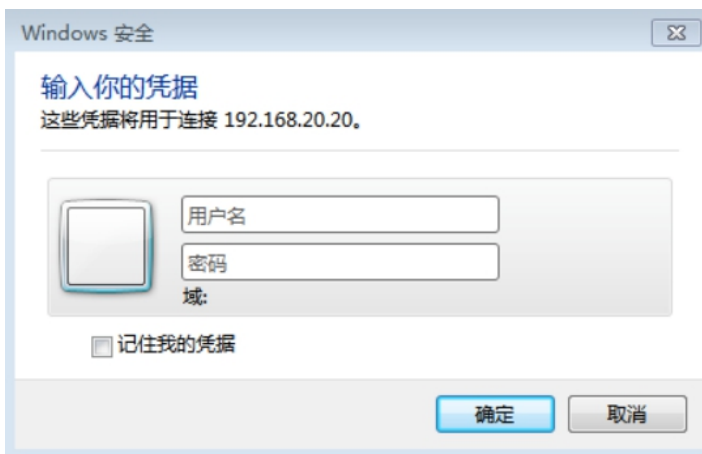 Windows 安全
输入你的凭据
这些凭据将用于连接 192.168.20.20。
用户名
密码
域:
记住我的凭据
确定
取消